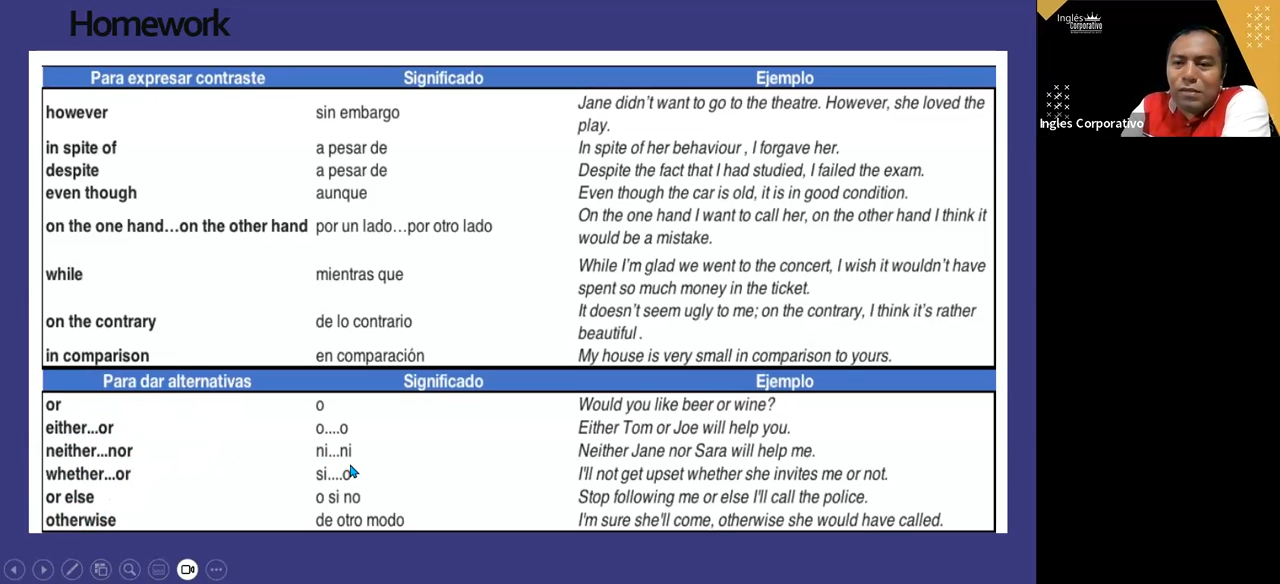 Homework
Inglés
Corporativo
Ingles Corporativo
Para expresar contraste Significado Ejemplo
however sin embargo Jane didn't want to go to the theatre. However, she loved the
play.
in spite of a pesar de In spite of her behaviour , I forgave her.
despite a pesar de Despite the fact that I had studied, I failed the exam.
even though aunque Even though the car is old, it is in good condition.
on the one hand…on the other hand por un lado…por otro lado On the one hand I want to call her, on the other hand I think it
would be a mistake.
while mientras que While I'm glad we went to the concert, I wish it wouldn't have
spent so much money in the ticket.
on the contrary de lo contrario It doesn't seem ugly to me; on the contrary, I think it's rather
beautiful .
in comparison en comparación My house is very small in comparison to yours.
Para dar alternativas Significado Ejemplo
or o Would you like beer or wine?
either...or o....o Either Tom or Joe will help you.
neither...nor ni...ni Neither Jane nor Sara will help me.
whether...or si....o I'll not get upset whether she invites me or not.
or else o si no Stop following me or else I'll call the police.
otherwise de otro modo I'm sure she'll come, otherwise she would have called.